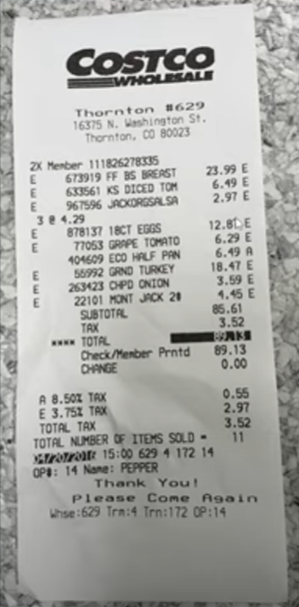 COSTCO
WHOLESALE
Thornton #629
16375 N. Washington St.
Thornton, CO 80023
2X Member 111826278335
E 673919 FF BS BREAST 23.99 E
E 633561 KS DICED TOM 6.49 E
E 967596 JACKORGSALSA 2.97 E
3 @ 4.29
E 878137 18CT EGGS 12.87 E
E 77053 GRAPE TOMATO 6.29 E
404609 ECO HALF PAN 6.49 A
E 55992 GRND TURKEY 18.47 E
E 263423 CHPD ONION 3.59 E
E 22101 MONT JACK 2# 4.45 E
SUBTOTAL 85.61
TAX 3.52
**** TOTAL 89.13
Check/Member Prntd 89.13
CHANGE 0.00
A 8.50% TAX 0.55
E 3.75% TAX 2.97
TOTAL TAX 3.52
TOTAL NUMBER OF ITEMS SOLD = 11
04/20/2016 15:00 629 4 172 14
OP#: 14 Name: PEPPER
Thank You!
Please Come Again
Whse:629 Trm:4 Trn:172 OP:14